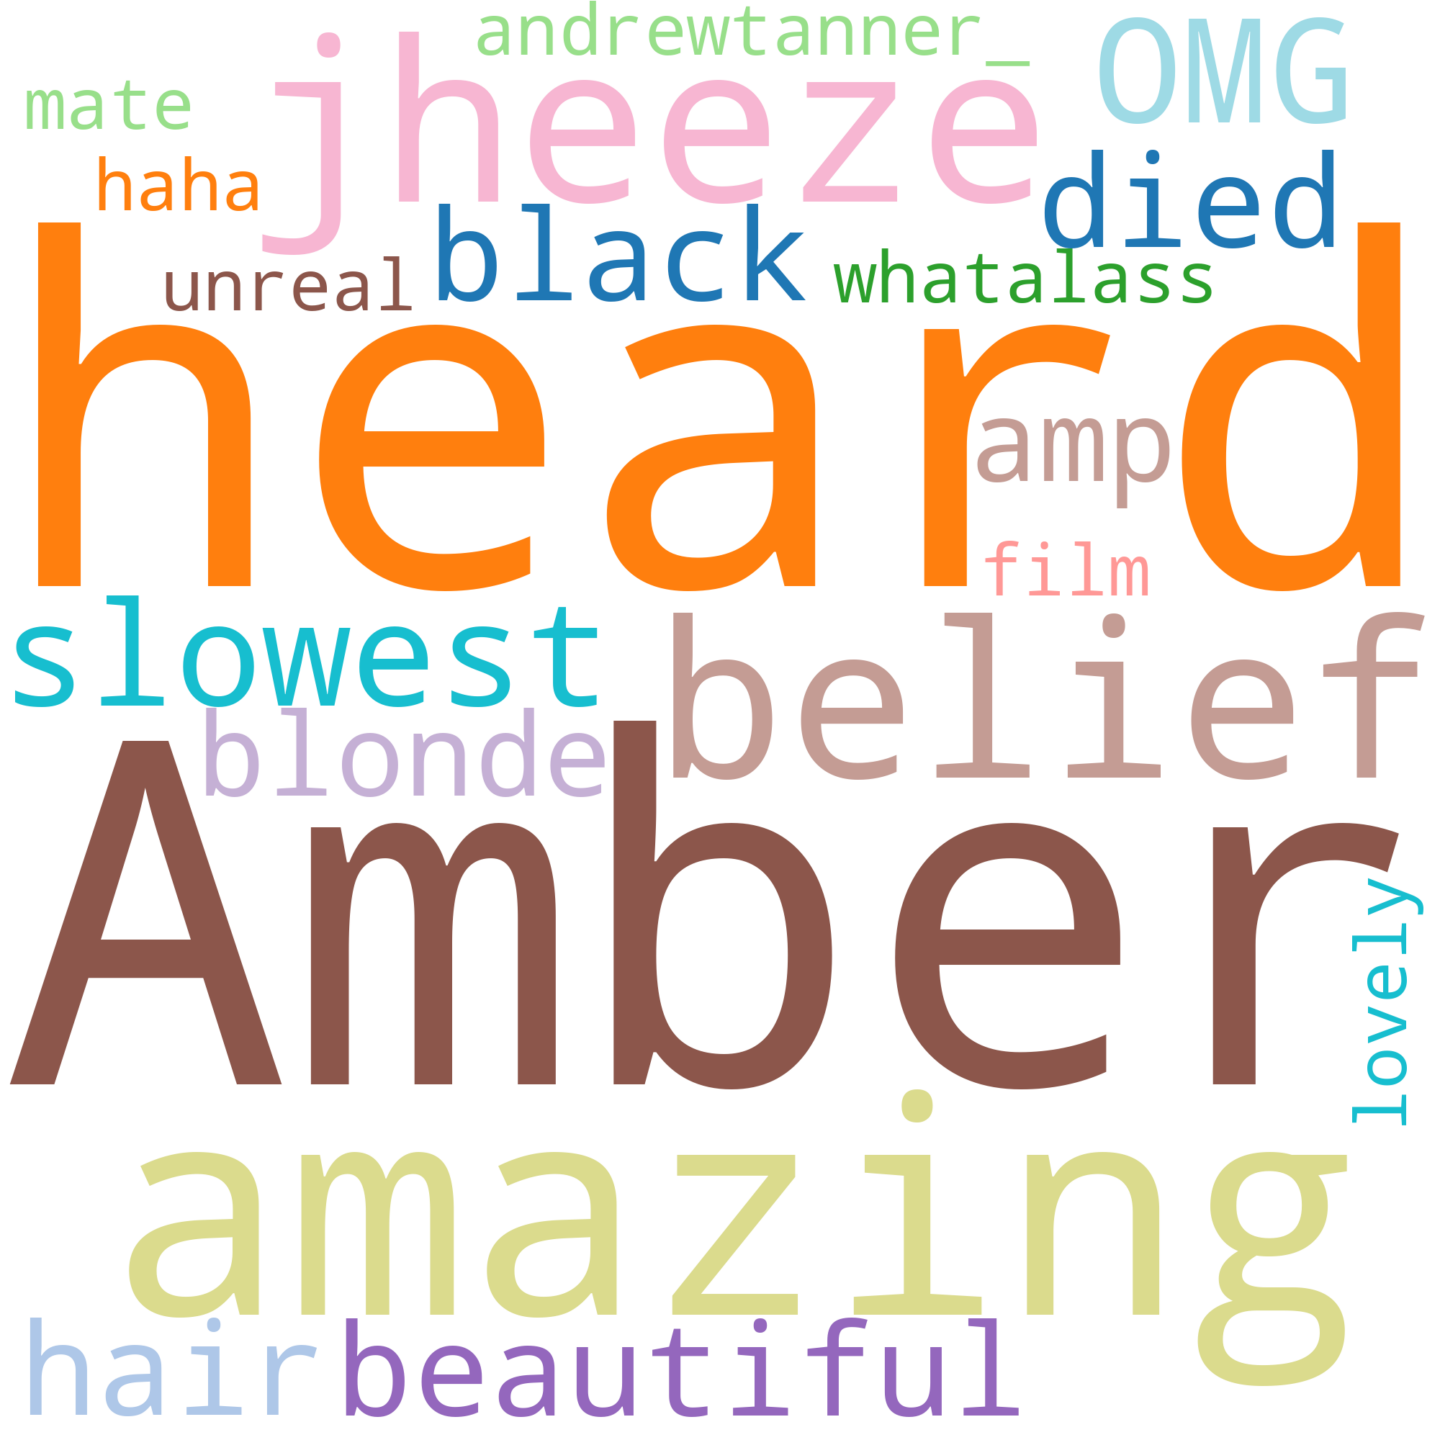 andrewtanner_
OMG
jheeze
mate
died
haha
black
whatalass
unreal
heard
amp
film
slowest
belief
blonde
Amber
lovely
amazing
hair
beautiful